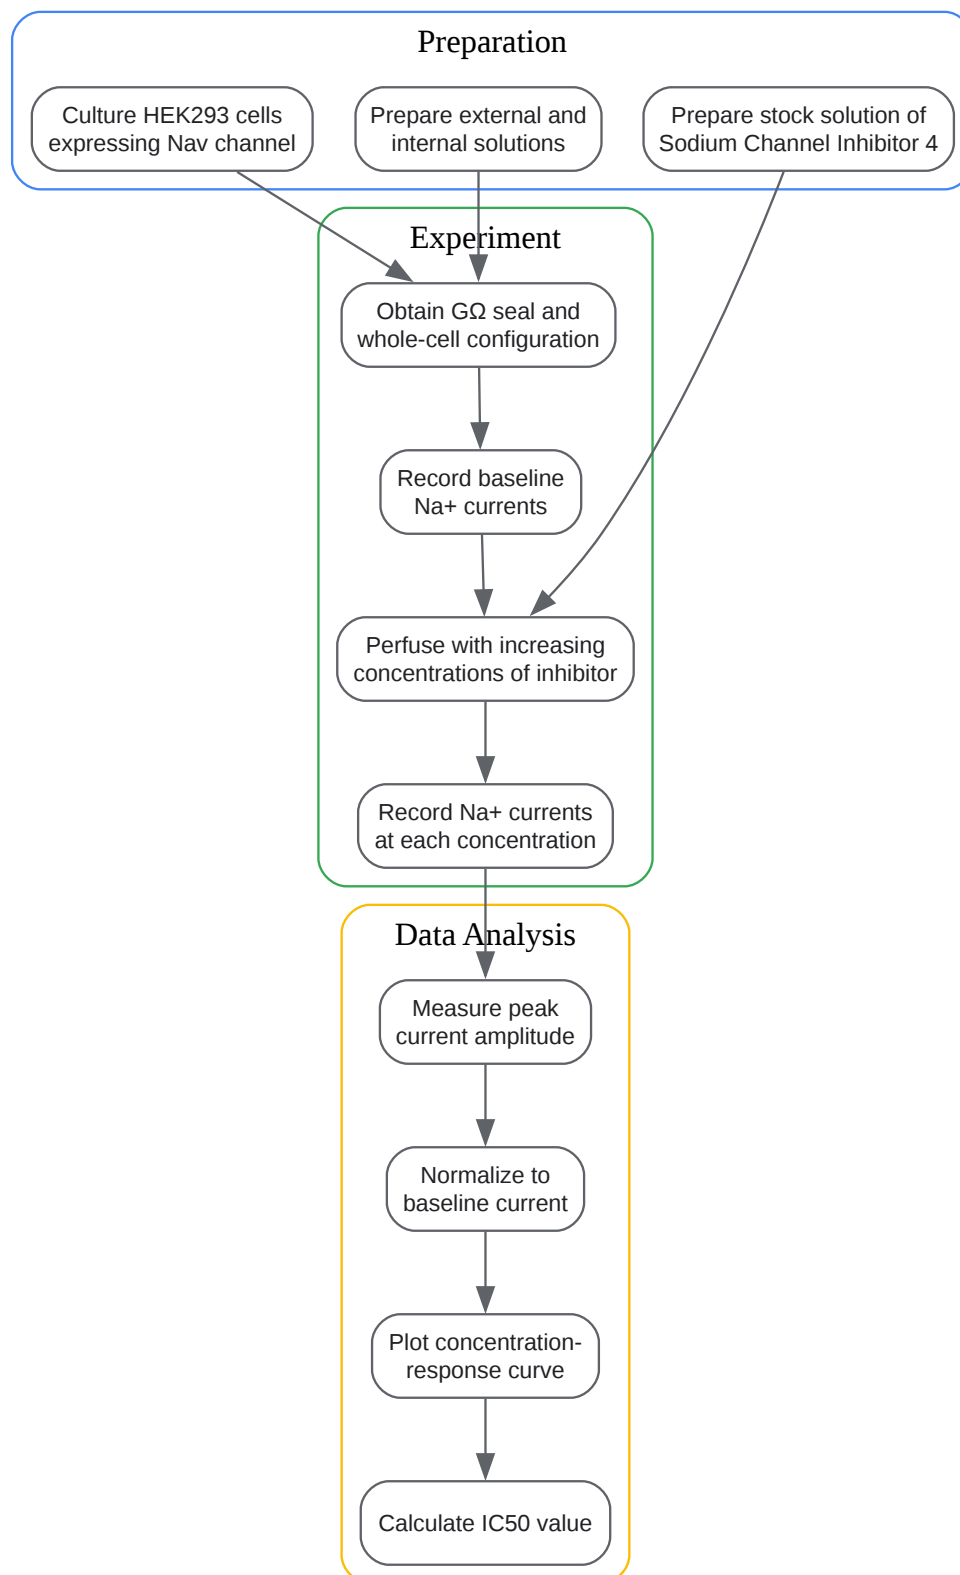 Preparation
Culture HEK293 cells
expressing Nav channel
Prepare external and
internal solutions
Prepare stock solution of
Sodium Channel Inhibitor 4
Experiment
Obtain GΩ seal and
whole-cell configuration
Record baseline
Na+ currents
Perfuse with increasing
concentrations of inhibitor
Record Na+ currents
at each concentration
Data Analysis
Measure peak
current amplitude
Normalize to
baseline current
Plot concentration-
response curve
Calculate IC50 value